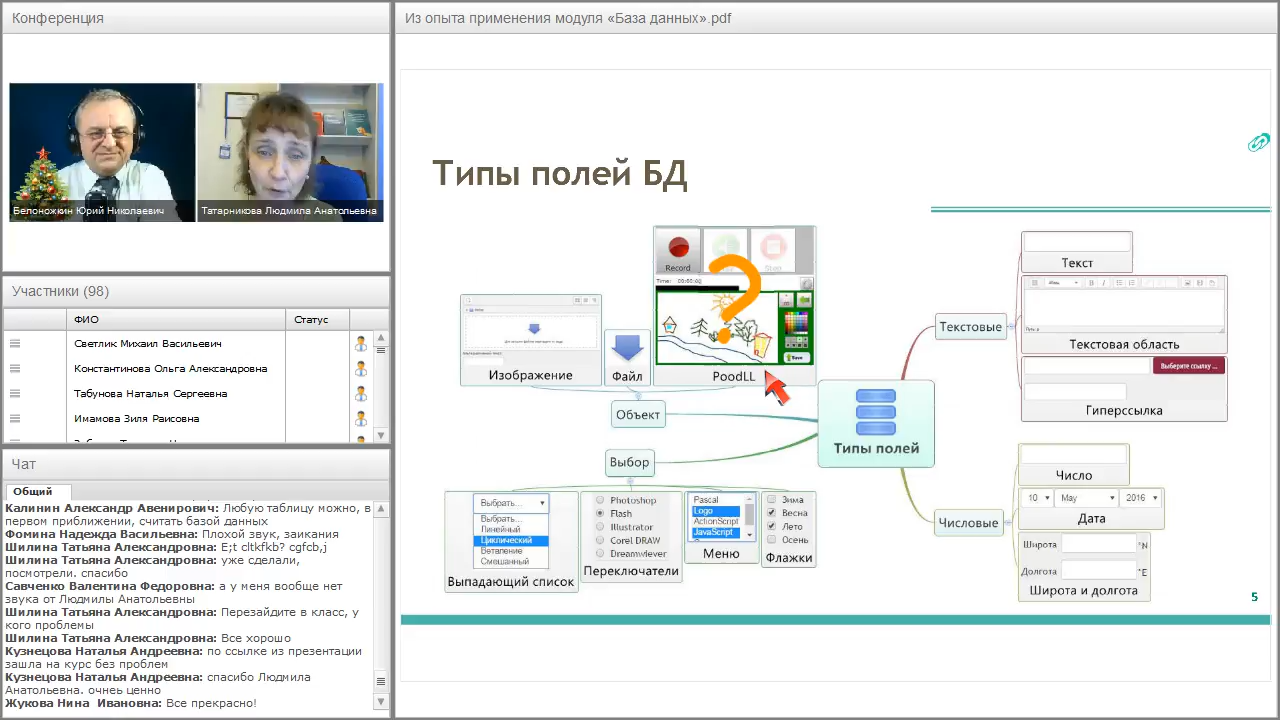 Конференция
Белоножкин Юрий Николаевич
Татарникова Людмила Анатольевна
Участники (98)
ФИО
Статус
Светлик Михаил Васильевич
Константинова Ольга Александровна
Табунова Наталья Сергеевна
Имамова Зиля Раисовна
Чат
Общий
Калинин Александр Авенирович: Любую таблицу можно, в
первом приближении, считать базой данных
Фокина Надежда Васильевна: Плохой звук, заикания
Шилина Татьяна Александровна: E;t cltkfkb? cgfcb,j
Шилина Татьяна Александровна: уже сделали,
посмотрели. спасибо
Савченко Валентина Федоровна: а у меня вообще нет
звука от Людмилы Анатольевны
Шилина Татьяна Александровна: Перезайдите в класс, у
кого проблемы
Шилина Татьяна Александровна: Все хорошо
Кузнецова Наталья Андреевна: по ссылке из презентации
зашла на курс без проблем
Кузнецова Наталья Андреевна: спасибо Людмила
Анатольевна. очнеь ценно
Жукова Нина Ивановна: Все прекрасно!
Из опыта применения модуля «База данных».pdf
Типы полей БД
Изображение
Файл
Record
Stop
Time:
?
Save
PoodLL
Объект
Выбор
Выбрать...
Выбрать...
Линейный
Циклический
Ветвление
Смешанный
Выпадающий список
Photoshop
Flash
Illustrator
Corel DRAW
Dreamviewer
Переключатели
Pascal
Logo
ActionScript
JavaScript
Меню
Зима
Весна
Лето
Осень
Флажки
Типы полей
Текстовые
Текст
Текстовая область
Выберите ссылку ...
Гиперссылка
Числовые
Число
10
May
2016
Дата
Широта
°N
Долгота
°E
Широта и долгота
5